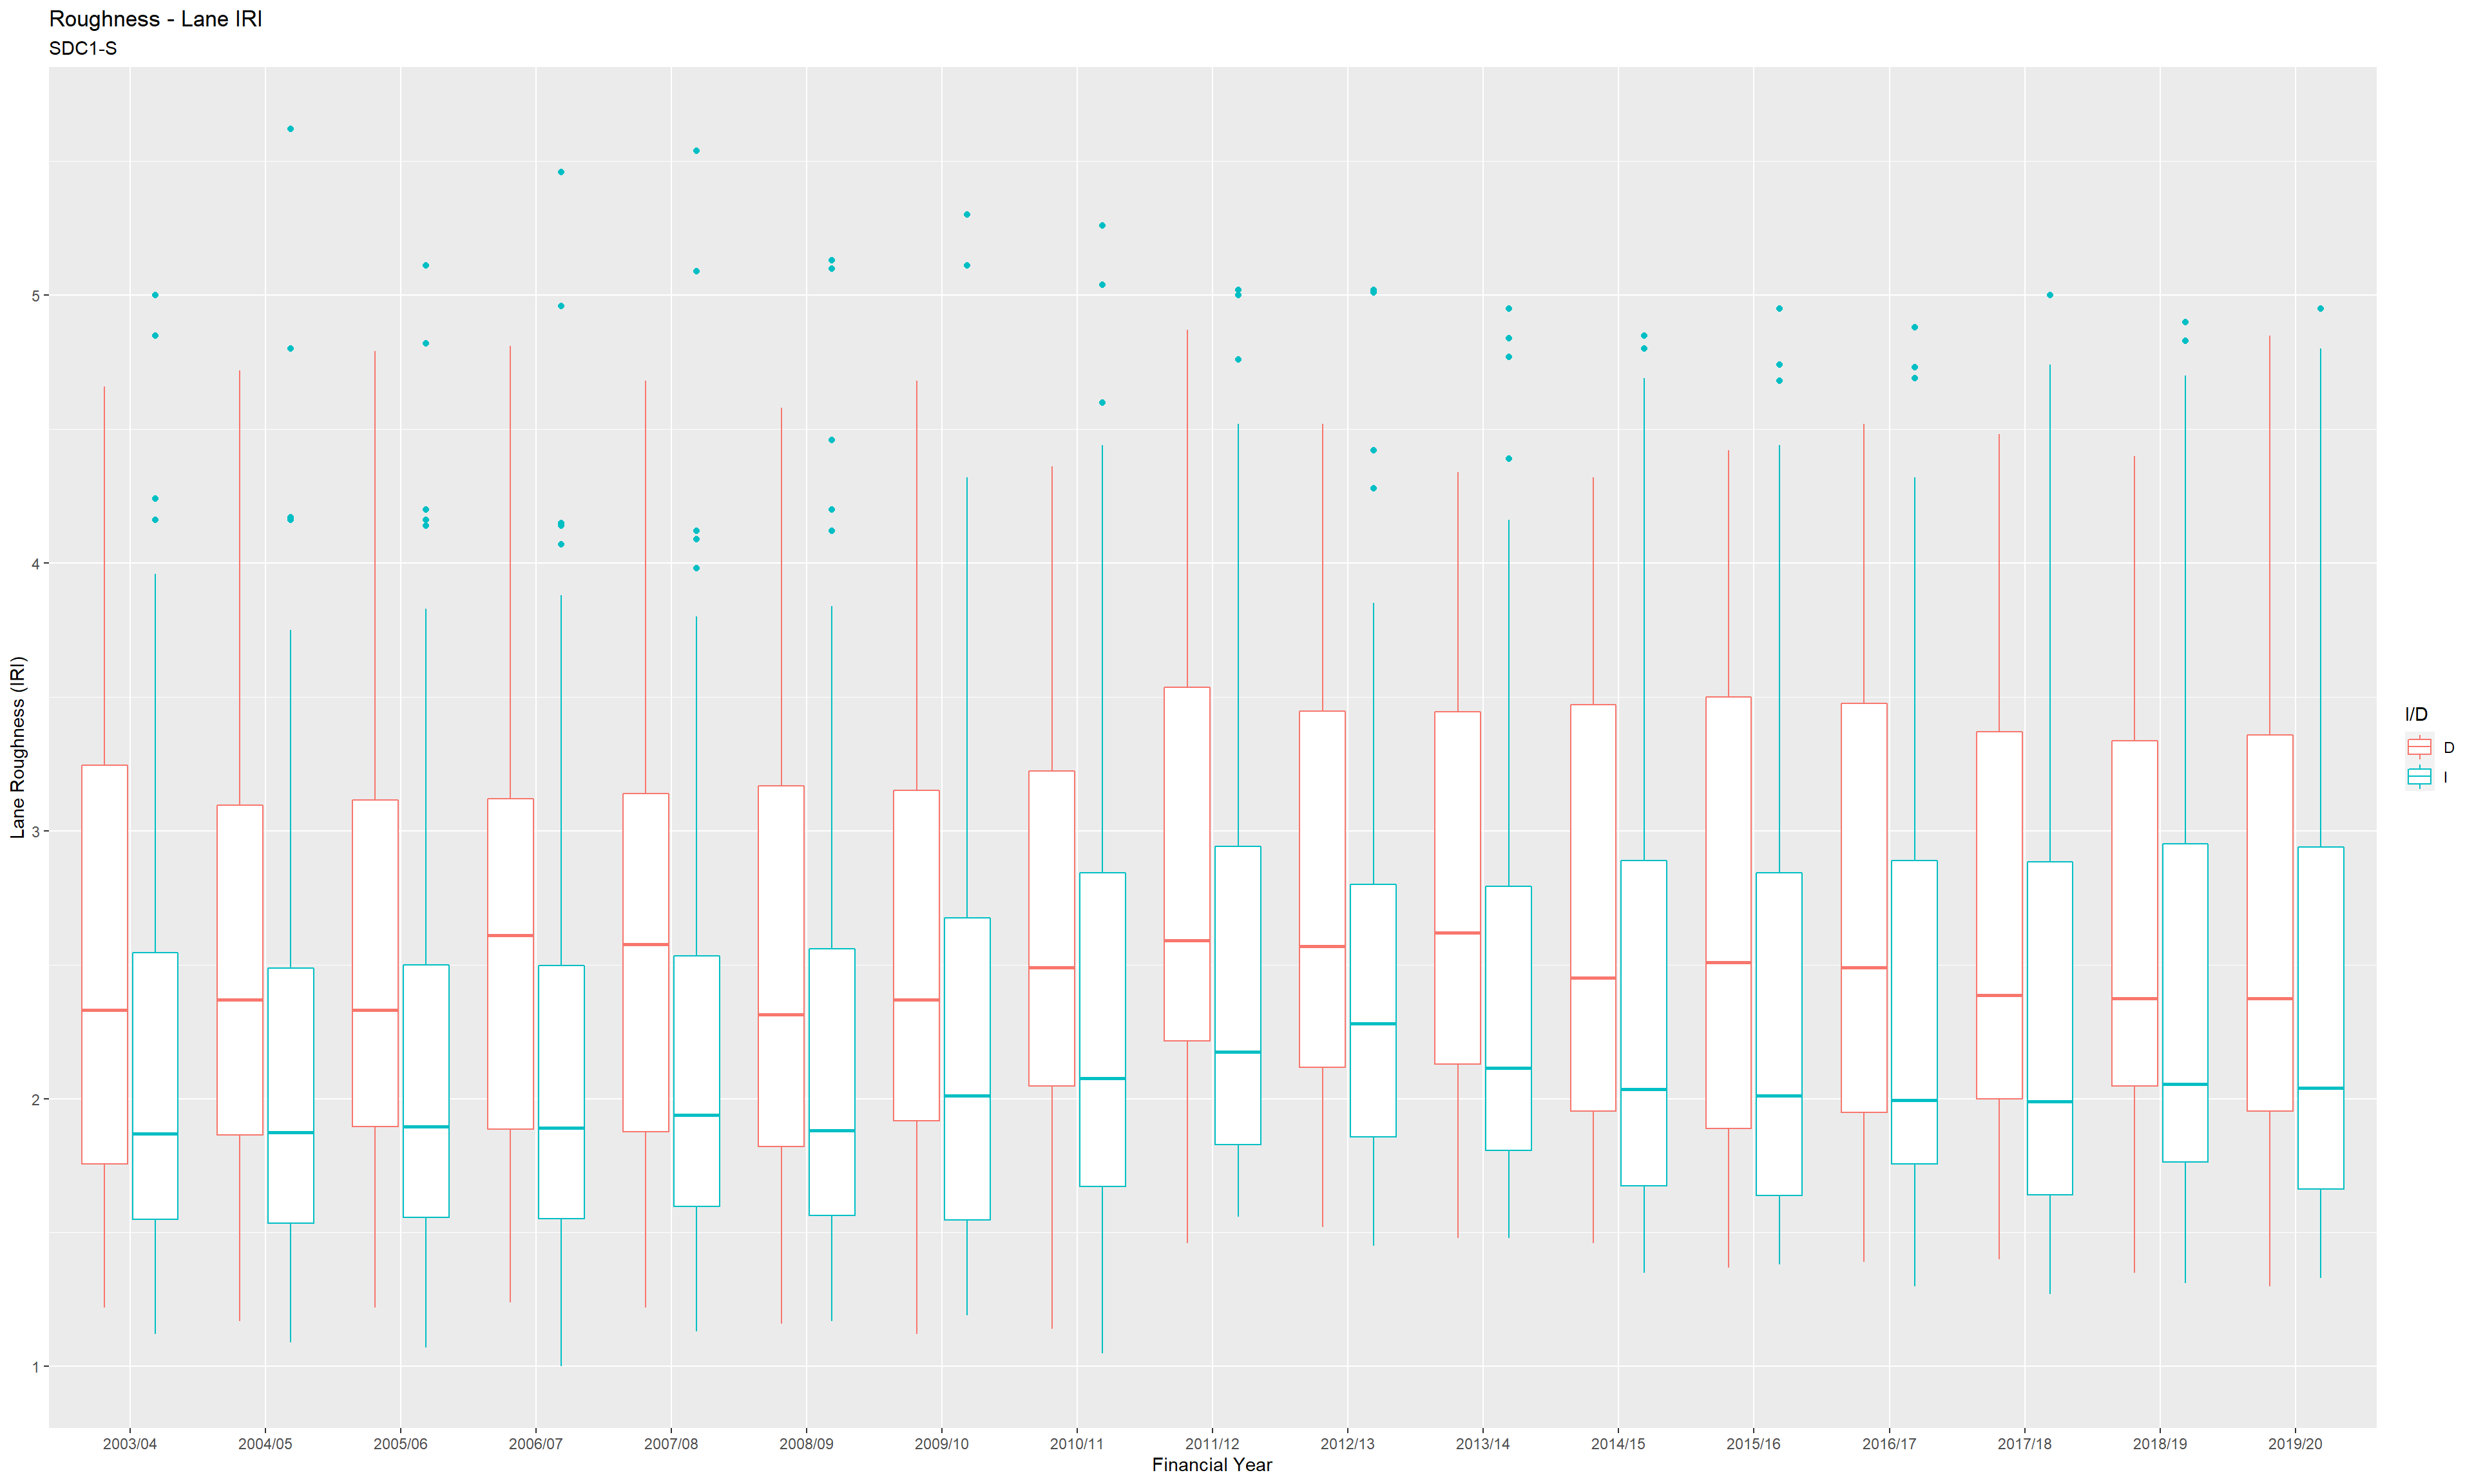 Roughness - Lane IRI
SDC1-S
Lane Roughness (IRI)
5
4
3
2
1
2003/04 2004/05 2005/06 2006/07 2007/08 2008/09 2009/10 2010/11 2011/12 2012/13 2013/14 2014/15 2015/16 2016/17 2017/18 2018/19 2019/20
Financial Year
I/D
D
I